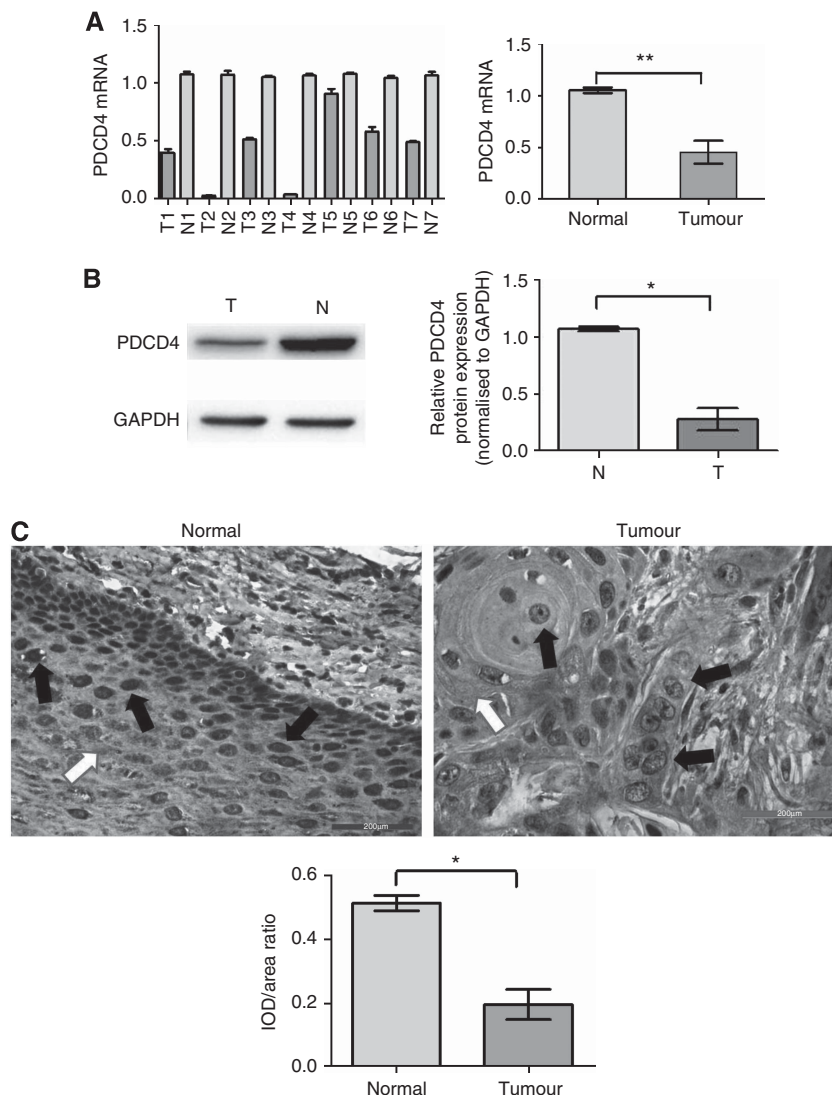 A
PDCD4 mRNA
1.5
1.0
0.5
0.0
T1 N1 T2 N2 T3 N3 T4 N4 T5 N5 T6 N6 T7 N7
PDCD4 mRNA
1.5
1.0
0.5
0.0
**
Normal Tumour
B
T N
PDCD4
GAPDH
Relative PDCD4
protein expression
(normalised to GAPDH)
1.5
1.0
0.5
0.0
*
N T
C
Normal
Tumour
200µm
200µm
IOD/area ratio
0.6
0.4
0.2
0.0
*
Normal Tumour